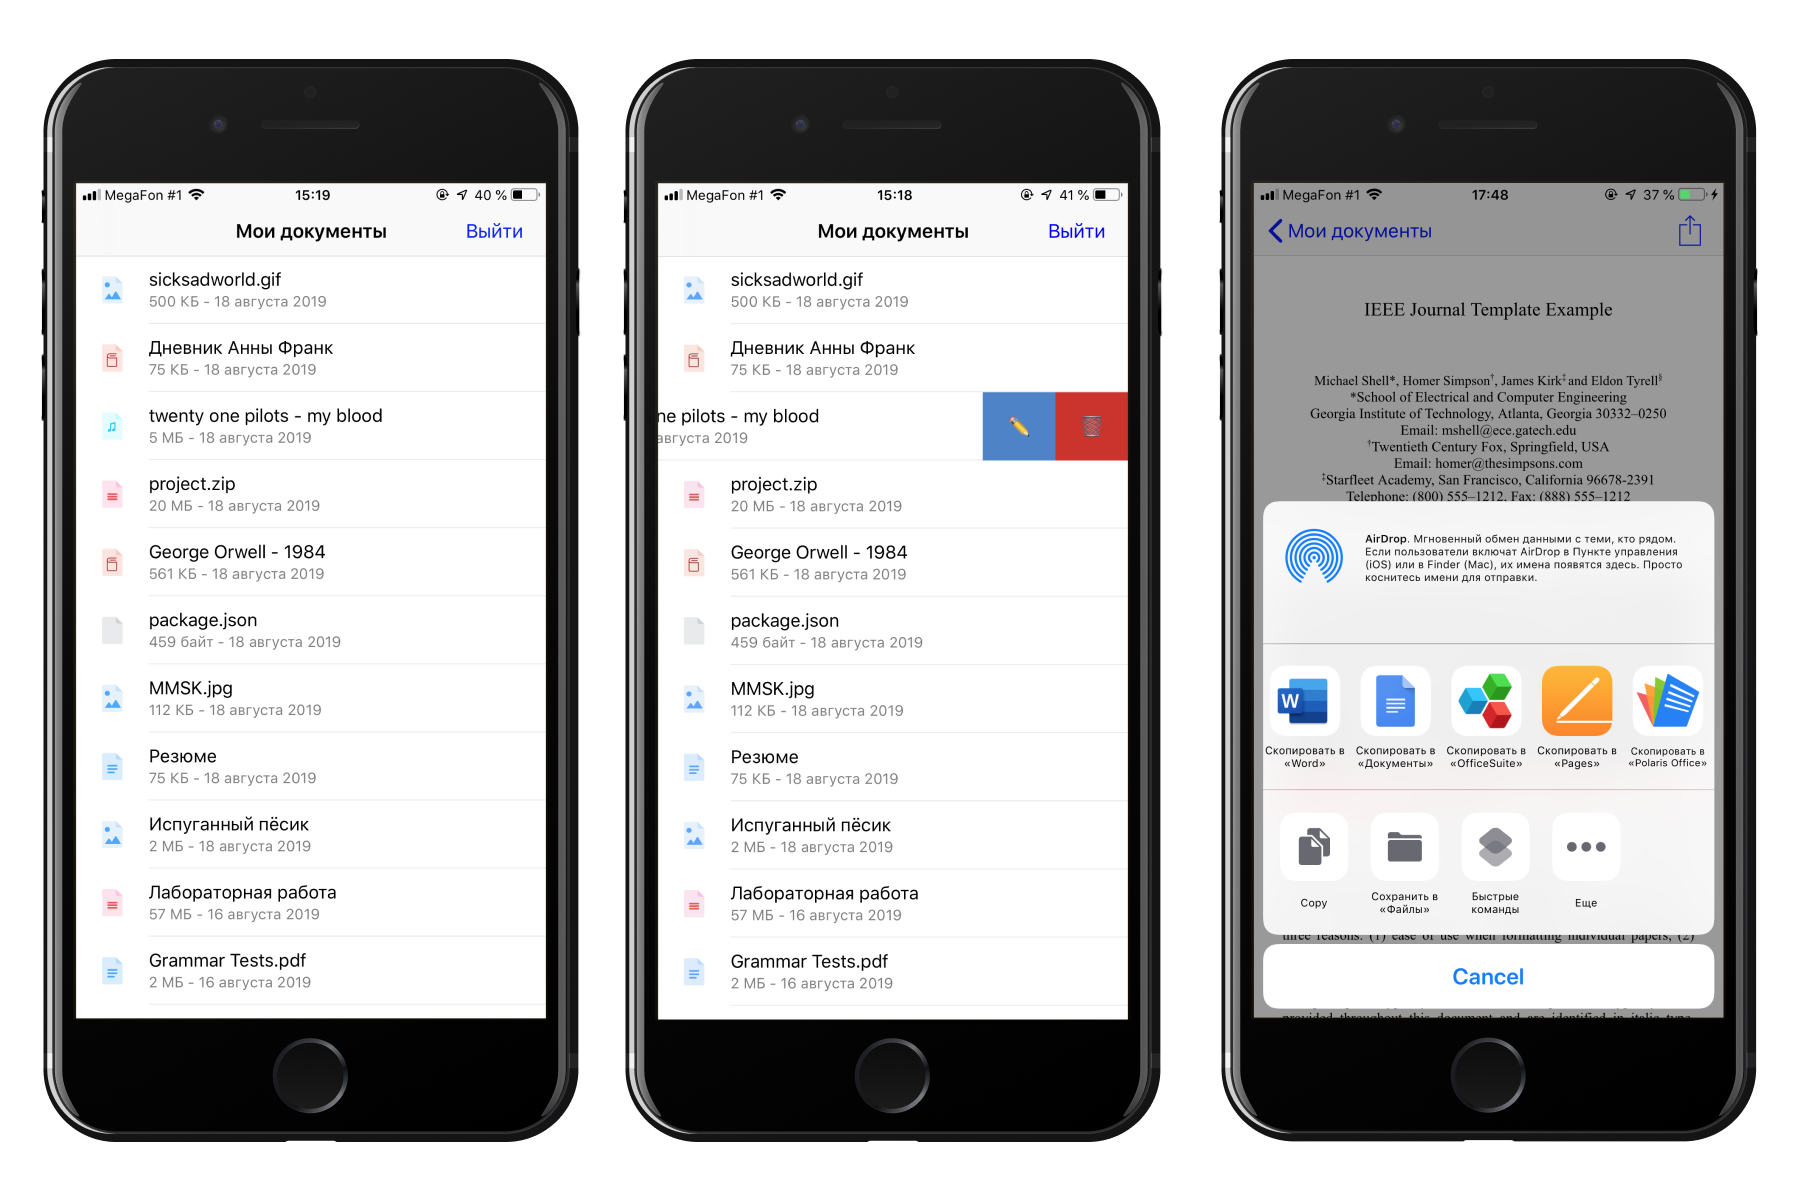 MegaFon #1 15:19 40 %
Мои документы Выйти
sicksadworld.gif
500 КБ - 18 августа 2019
Дневник Анны Франк
75 КБ - 18 августа 2019
twenty one pilots - my blood
5 МБ - 18 августа 2019
project.zip
20 МБ - 18 августа 2019
George Orwell - 1984
561 КБ - 18 августа 2019
package.json
459 байт - 18 августа 2019
MMSK.jpg
112 КБ - 18 августа 2019
Резюме
75 КБ - 18 августа 2019
Испуганный пёсик
2 МБ - 18 августа 2019
Лабораторная работа
57 МБ - 16 августа 2019
Grammar Tests.pdf
2 МБ - 16 августа 2019
MegaFon #1 15:18 41 %
Мои документы Выйти
sicksadworld.gif
500 КБ - 18 августа 2019
Дневник Анны Франк
75 КБ - 18 августа 2019
ne pilots - my blood
августа 2019
project.zip
20 МБ - 18 августа 2019
George Orwell - 1984
561 КБ - 18 августа 2019
package.json
459 байт - 18 августа 2019
MMSK.jpg
112 КБ - 18 августа 2019
Резюме
75 КБ - 18 августа 2019
Испуганный пёсик
2 МБ - 18 августа 2019
Лабораторная работа
57 МБ - 16 августа 2019
Grammar Tests.pdf
2 МБ - 16 августа 2019
MegaFon #1 17:48 37 %
Мои документы
IEEE Journal Template Example
Michael Shell*, Homer Simpson†, James Kirk‡ and Eldon Tyrell§
*School of Electrical and Computer Engineering
Georgia Institute of Technology, Atlanta, Georgia 30332–0250
Email: mshell@ece.gatech.edu
†Twentieth Century Fox, Springfield, USA
Email: homer@thesimpsons.com
‡Starfleet Academy, San Francisco, California 96678-2391
Telephone: (800) 555–1212, Fax: (888) 555–1212
AirDrop. Мгновенный обмен данными с теми, кто рядом.
Если пользователи включат AirDrop в Пункте управления
(iOS) или в Finder (Mac), их имена появятся здесь. Просто
коснитесь имени для отправки.
W
Скопировать в
«Word»
Скопировать в
«Документы»
Скопировать в
«OfficeSuite»
Скопировать в
«Pages»
Скопировать в
«Polaris Office»
Copy
Сохранить в
«Файлы»
Быстрые
команды
Еще
three reasons: (1) ease of use when formatting individual papers, (2)
Cancel
provided throughout this document and are identified in italic type,